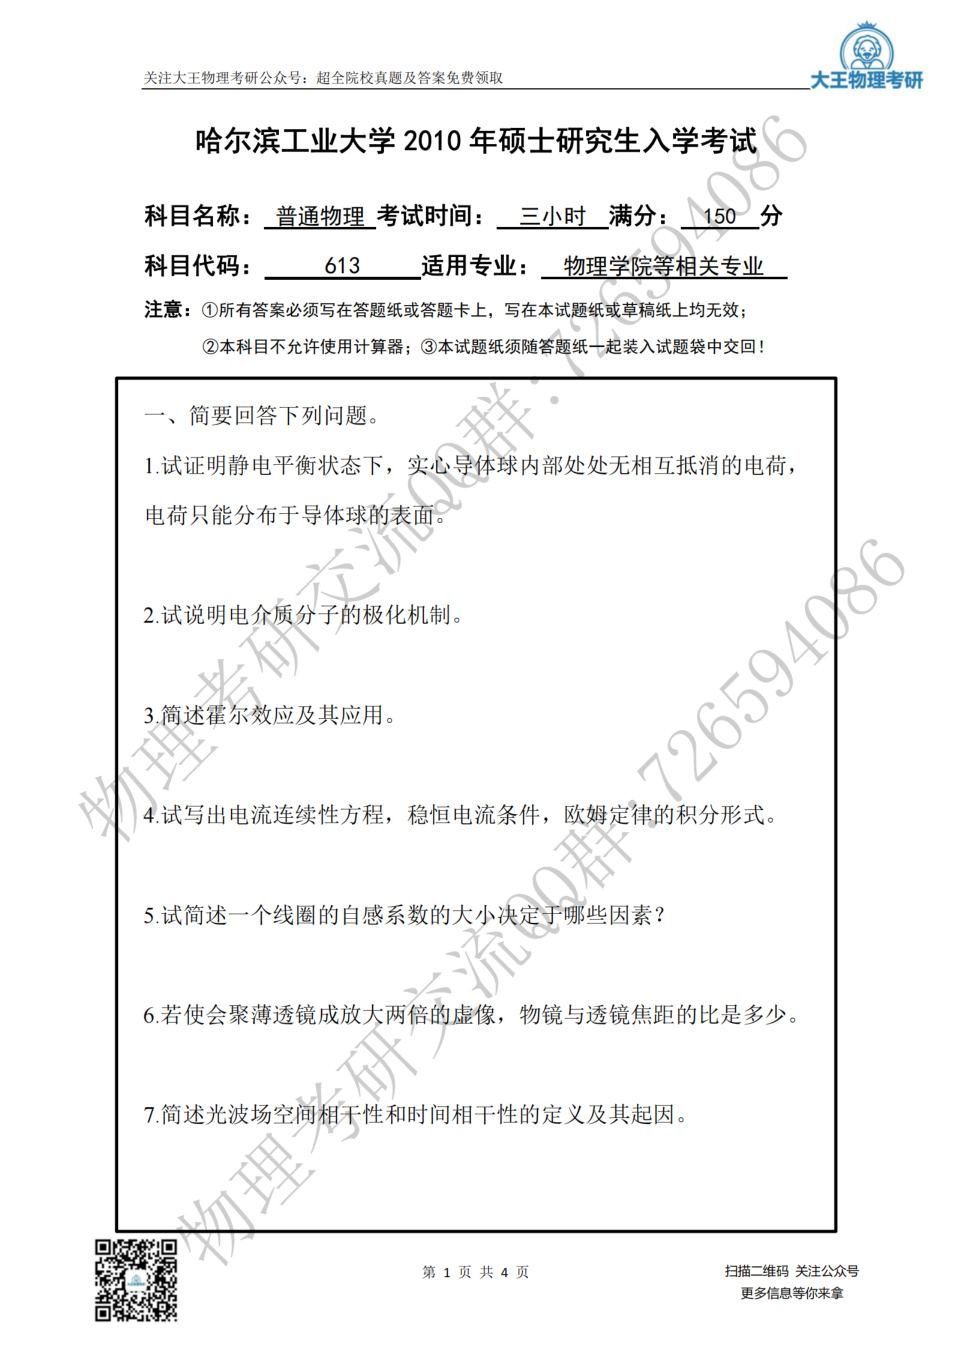 关注大王物理考研公众号：超全院校真题及答案免费领取
大王物理考研
哈尔滨工业大学 2010 年硕士研究生入学考试
科目名称： 普通物理 考试时间： 三小时 满分： 150 分
科目代码： 613 适用专业： 物理学院等相关专业
注意：①所有答案必须写在答题纸或答题卡上，写在本试题纸或草稿纸上均无效；
②本科目不允许使用计算器；③本试题纸须随答题纸一起装入试题袋中交回！
一、简要回答下列问题。
1.试证明静电平衡状态下，实心导体球内部处处无相互抵消的电荷，
电荷只能分布于导体球的表面。
2.试说明电介质分子的极化机制。
3.简述霍尔效应及其应用。
4.试写出电流连续性方程，稳恒电流条件，欧姆定律的积分形式。
5.试简述一个线圈的自感系数的大小决定于哪些因素？
6.若使会聚薄透镜成放大两倍的虚像，物镜与透镜焦距的比是多少。
7.简述光波场空间相干性和时间相干性的定义及其起因。
物理考研交流QQ群：726594086
物理考研交流QQ群：726594086
大王物理考研
第 1 页 共 4 页
扫描二维码 关注公众号
更多信息等你来拿